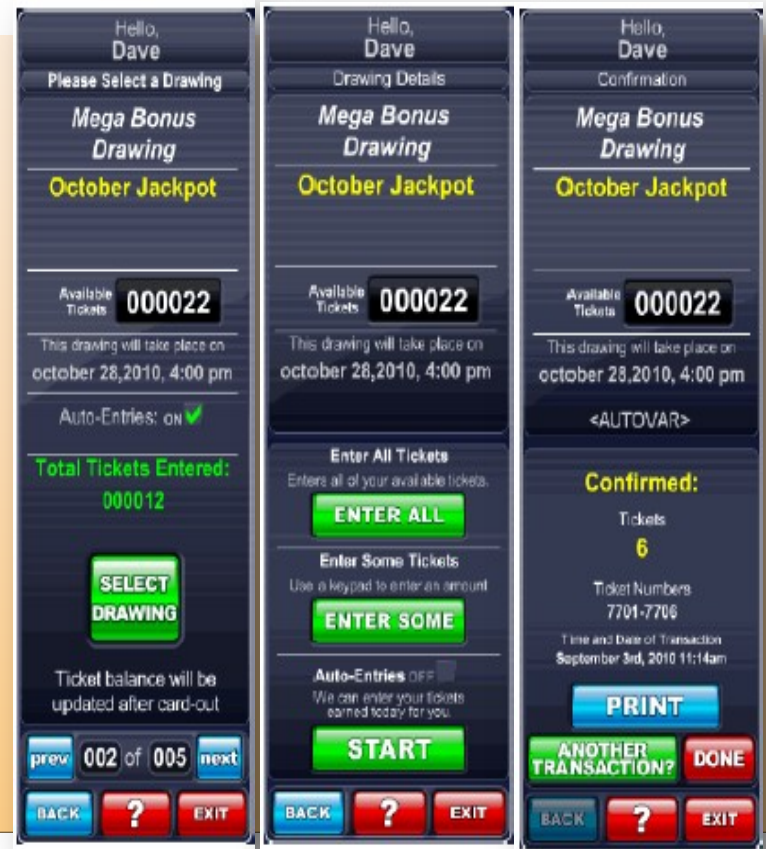 Hello,
Dave
Please Select a Drawing
Mega Bonus
Drawing
October Jackpot
Available
Tickets
000022
This drawing will take place on
october 28,2010, 4:00 pm
Auto-Entries: ON
Total Tickets Entered:
000012
SELECT
DRAWING
Ticket balance will be
updated after card-out
prev 002 of 005 next
BACK ? EXIT
Hello,
Dave
Drawing Details
Mega Bonus
Drawing
October Jackpot
Available
Tickets
000022
This drawing will take place on
october 28,2010, 4:00 pm
Enter All Tickets
Enters all of your available tickets.
ENTER ALL
Enter Some Tickets
Use a keypad to enter an amount
ENTER SOME
Auto-Entries OFF
We can enter your tickets
earned today for you.
START
BACK ? EXIT
Hello,
Dave
Confirmation
Mega Bonus
Drawing
October Jackpot
Available
Tickets
000022
This drawing will take place on
october 28,2010, 4:00 pm
<AUTOVAR>
Confirmed:
Tickets
6
Ticket Numbers
7701-7706
Time and Date of Transaction
September 3rd, 2010 11:14am
PRINT
ANOTHER
TRANSACTION?
DONE
BACK ? EXIT